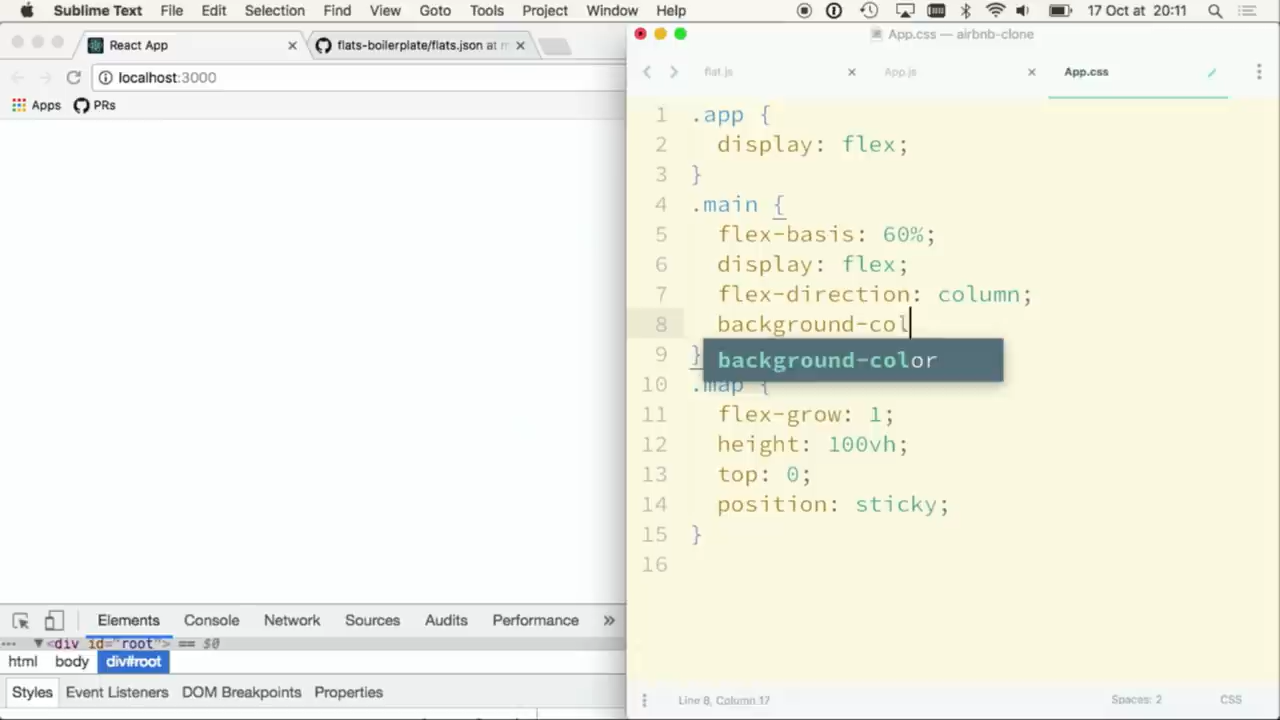 Sublime Text File Edit Selection Find View Goto Tools Project Window Help 17 Oct at 20:11
React App flats-boilerplate/flats.json at
localhost:3000
Apps PRs
App.css — airbnb-clone
flat.js App.js App.css
1 .app {
2 display: flex;
3 }
4 .main {
5 flex-basis: 60%;
6 display: flex;
7 flex-direction: column;
8 background-col
9 }
background-color
10 .map {
11 flex-grow: 1;
12 height: 100vh;
13 top: 0;
14 position: sticky;
15 }
16
Elements Console Network Sources Audits Performance »
... ▼<div id="root"> == $0
html body div#root
Styles Event Listeners DOM Breakpoints Properties
Line 8, Column 17 Spaces: 2 CSS